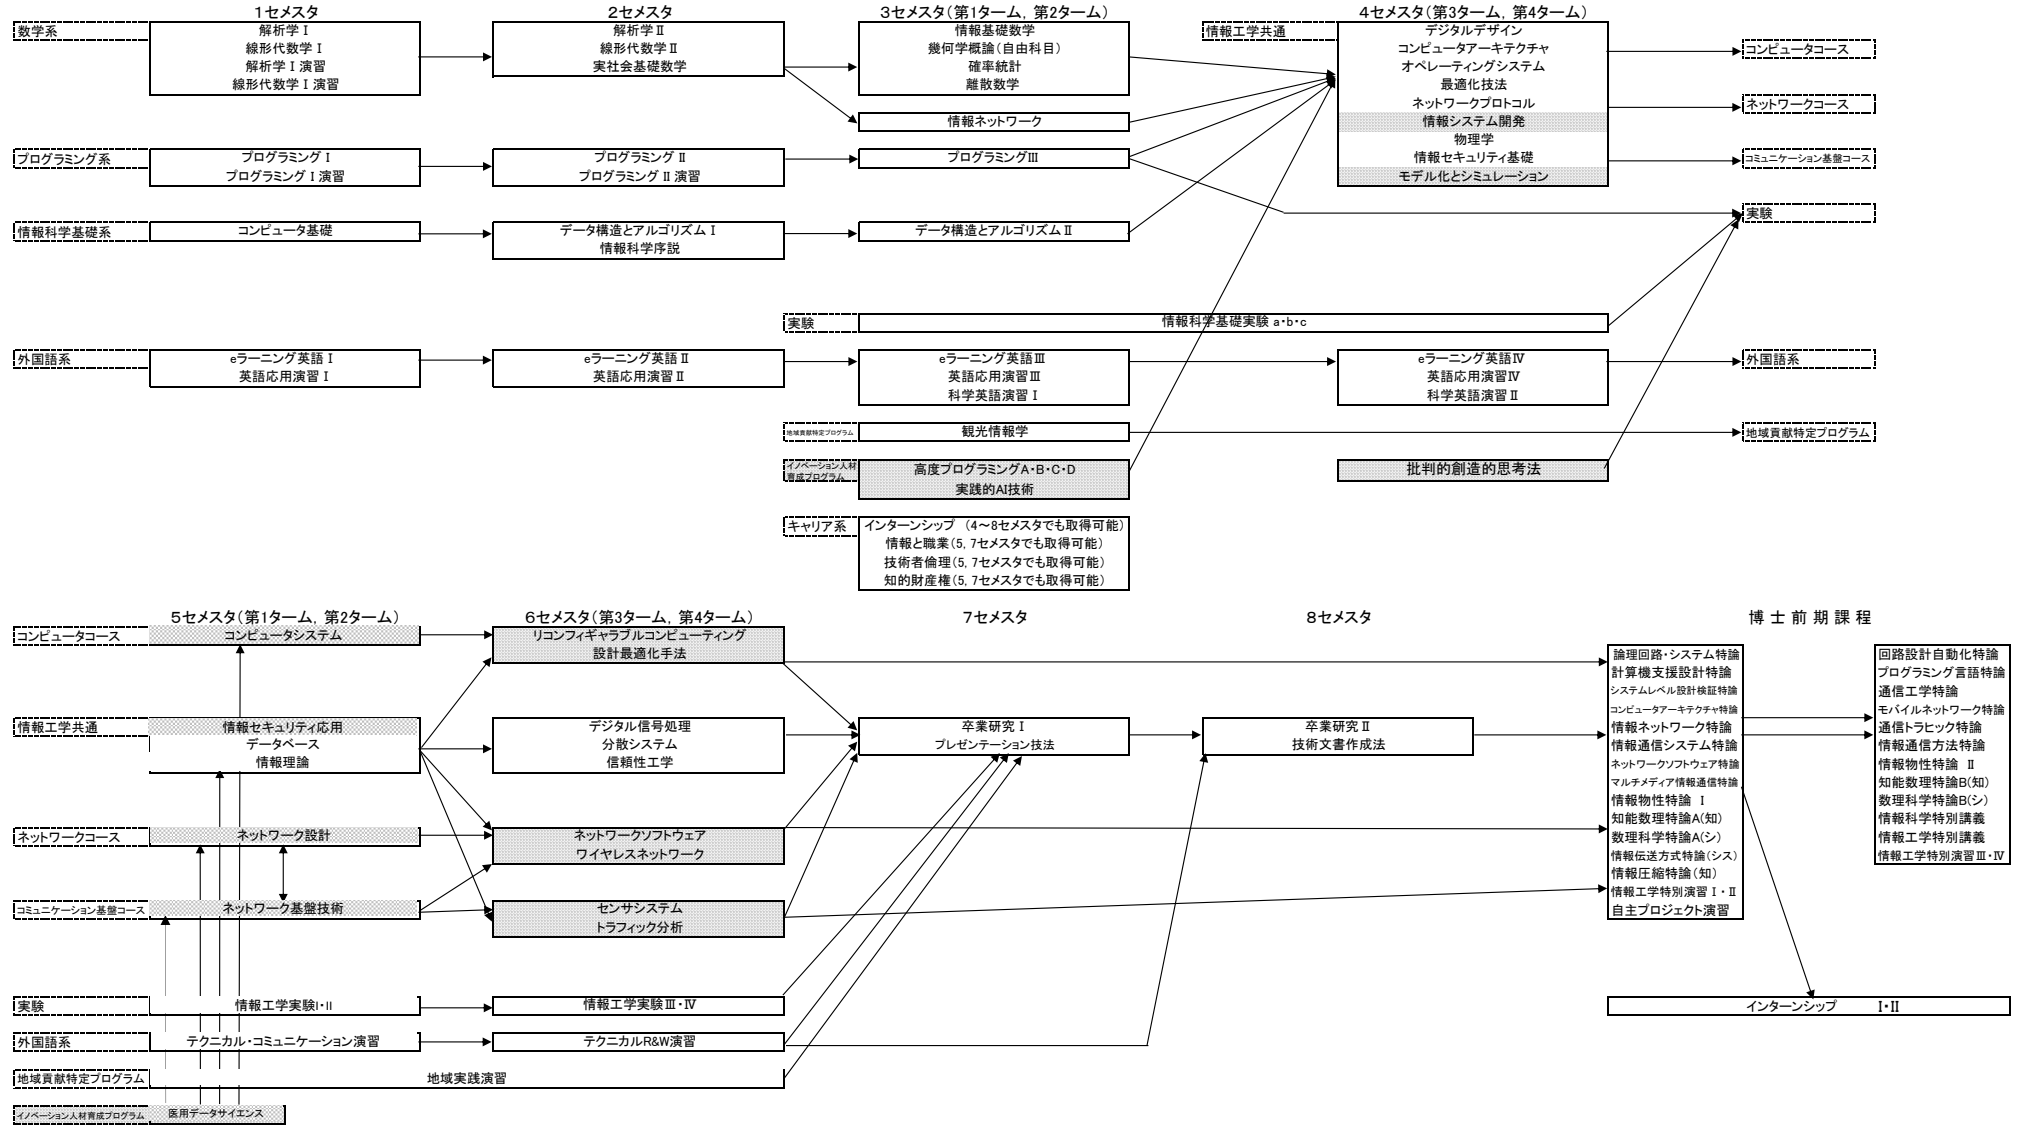 1セメスタ
2セメスタ
3セメスタ(第1ターム, 第2ターム)
4セメスタ(第3ターム, 第4ターム)
数学系
解析学Ⅰ
線形代数学Ⅰ
解析学Ⅰ演習
線形代数学Ⅰ演習
解析学Ⅱ
線形代数学Ⅱ
実社会基礎数学
情報基礎数学
幾何学概論(自由科目)
確率統計
離散数学
情報ネットワーク
情報工学共通
デジタルデザイン
コンピュータアーキテクチャ
オペレーティングシステム
最適化技法
ネットワークプロトコル
情報システム開発
物理学
情報セキュリティ基礎
モデル化とシミュレーション
コンピュータコース
ネットワークコース
コミュニケーション基盤コース
実験
プログラミング系
プログラミングⅠ
プログラミングⅠ演習
プログラミングⅡ
プログラミングⅡ演習
プログラミングⅢ
情報科学基礎系
コンピュータ基礎
データ構造とアルゴリズムⅠ
情報科学序説
データ構造とアルゴリズムⅡ
実験
情報科学基礎実験 a・b・c
外国語系
eラーニング英語Ⅰ
英語応用演習Ⅰ
eラーニング英語Ⅱ
英語応用演習Ⅱ
eラーニング英語Ⅲ
英語応用演習Ⅲ
科学英語演習Ⅰ
eラーニング英語Ⅳ
英語応用演習Ⅳ
科学英語演習Ⅱ
外国語系
地域貢献特定プログラム
観光情報学
地域貢献特定プログラム
イノベーション人材
育成プログラム
高度プログラミングA・B・C・D
実践的AI技術
批判的創造的思考法
キャリア系
インターンシップ (4〜8セメスタでも取得可能)
情報と職業(5, 7セメスタでも取得可能)
技術者倫理(5, 7セメスタでも取得可能)
知的財産権(5, 7セメスタでも取得可能)
5セメスタ(第1ターム, 第2ターム)
6セメスタ(第3ターム, 第4ターム)
7セメスタ
8セメスタ
博士前期課程
コンピュータコース
コンピュータシステム
リコンフィギャラブルコンピューティング
設計最適化手法
情報工学共通
情報セキュリティ応用
データベース
情報理論
デジタル信号処理
分散システム
信頼性工学
卒業研究Ⅰ
プレゼンテーション技法
卒業研究Ⅱ
技術文書作成法
論理回路・システム特論
計算機支援設計特論
システムレベル設計検証特論
コンピュータアーキテクチャ特論
情報ネットワーク特論
情報通信システム特論
ネットワークソフトウェア特論
マルチメディア情報通信特論
情報物性特論 Ⅰ
知能数理特論A(知)
数理科学特論A(シ)
情報伝送方式特論(シス)
情報圧縮特論(知)
情報工学特別演習Ⅰ・Ⅱ
自主プロジェクト演習
回路設計自動化特論
プログラミング言語特論
通信工学特論
モバイルネットワーク特論
通信トラヒック特論
情報通信方法特論
情報物性特論 Ⅱ
知能数理特論B(知)
数理科学特論B(シ)
情報科学特別講義
情報工学特別講義
情報工学特別演習Ⅲ・Ⅳ
ネットワークコース
ネットワーク設計
ネットワークソフトウェア
ワイヤレスネットワーク
コミュニケーション基盤コース
ネットワーク基盤技術
センサシステム
トラフィック分析
実験
情報工学実験I・II
情報工学実験Ⅲ・Ⅳ
インターンシップ Ⅰ・Ⅱ
外国語系
テクニカル・コミュニケーション演習
テクニカルR&W演習
地域貢献特定プログラム
地域実践演習
イノベーション人材育成プログラム
医用データサイエンス